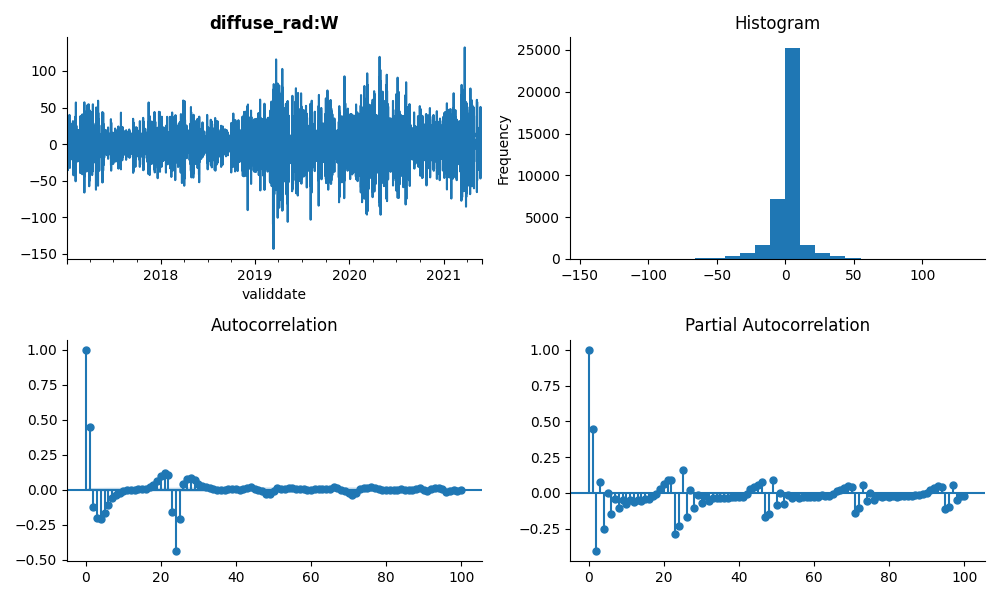 diffuse_rad:W
100
50
0
−50
−100
−150
2018 2019 2020 2021
validdate
Histogram
Frequency
25000
20000
15000
10000
5000
0
−150 −100 −50 0 50 100
Autocorrelation
1.00
0.75
0.50
0.25
0.00
−0.25
−0.50
0 20 40 60 80 100
Partial Autocorrelation
1.00
0.75
0.50
0.25
0.00
−0.25
0 20 40 60 80 100